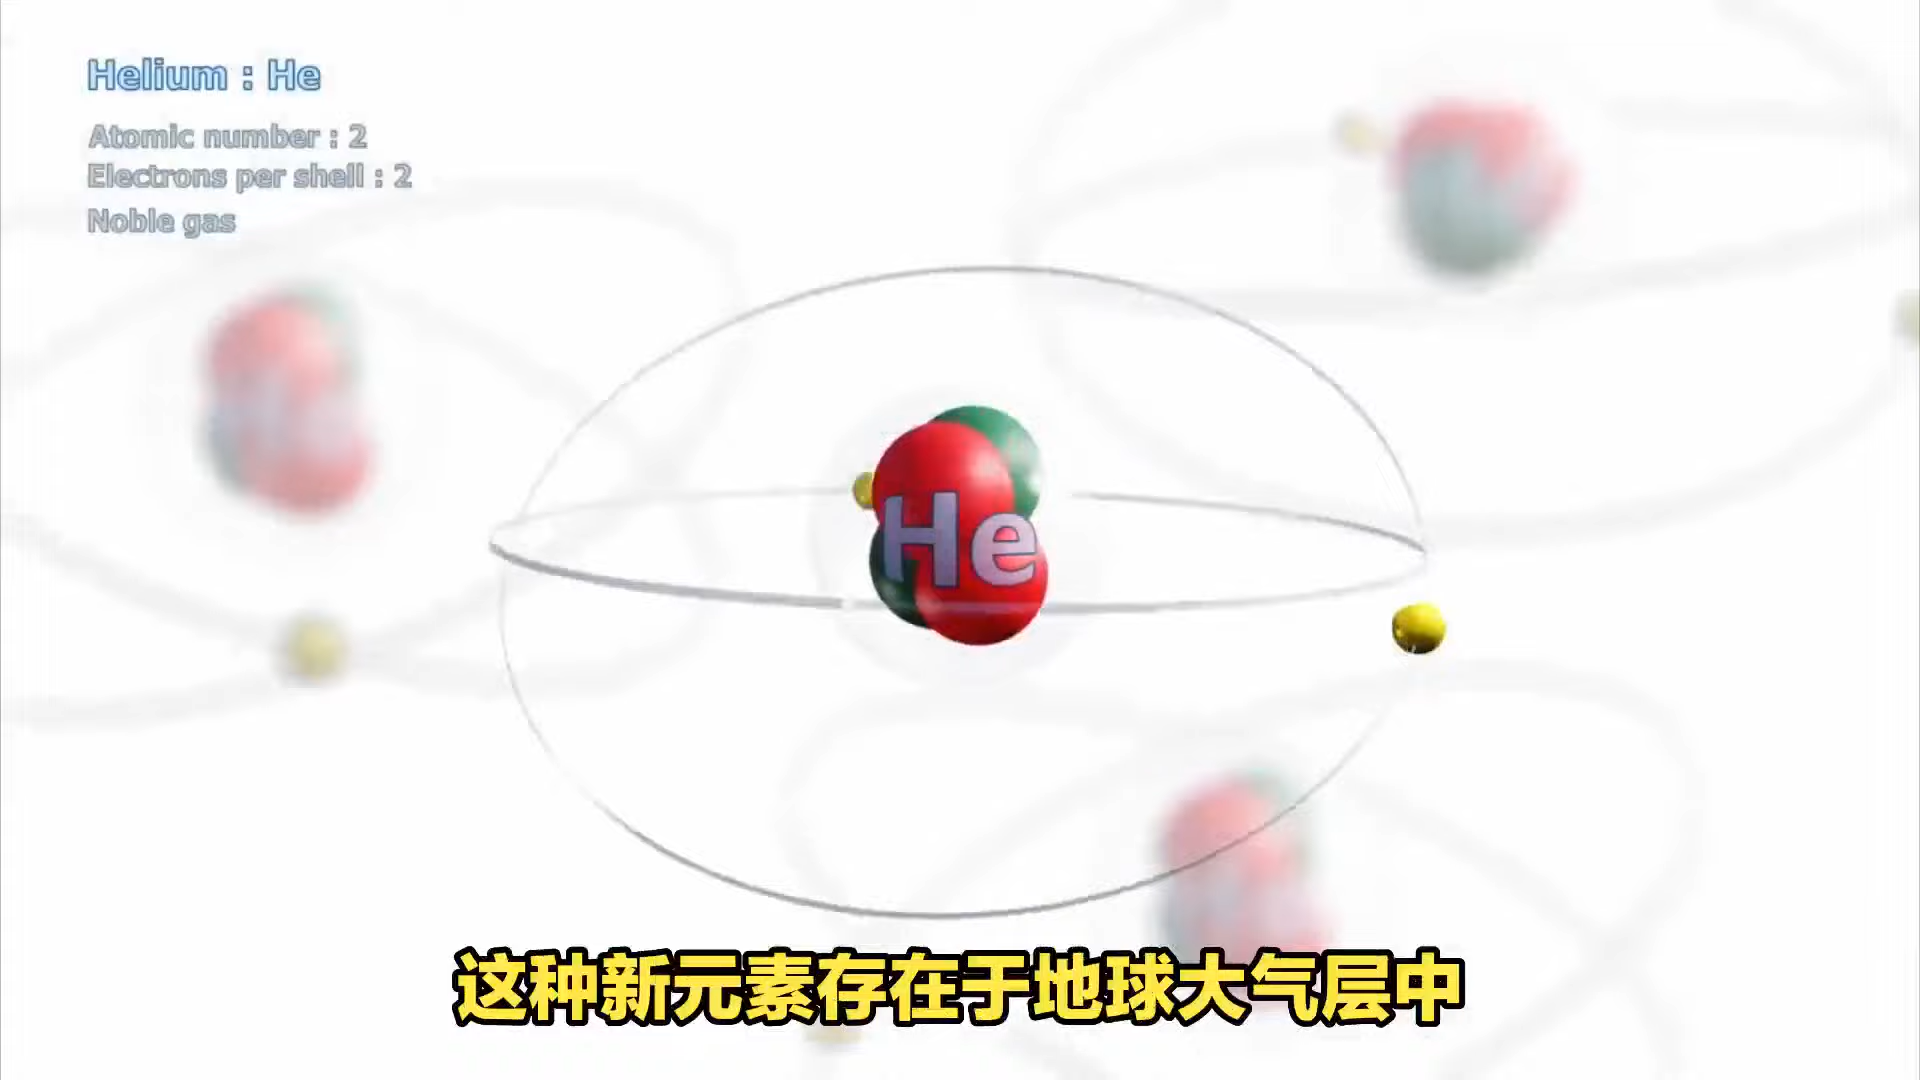 Helium : He
Atomic number : 2
Electrons per shell : 2
Noble gas
He
这种新元素存在于地球大气层中